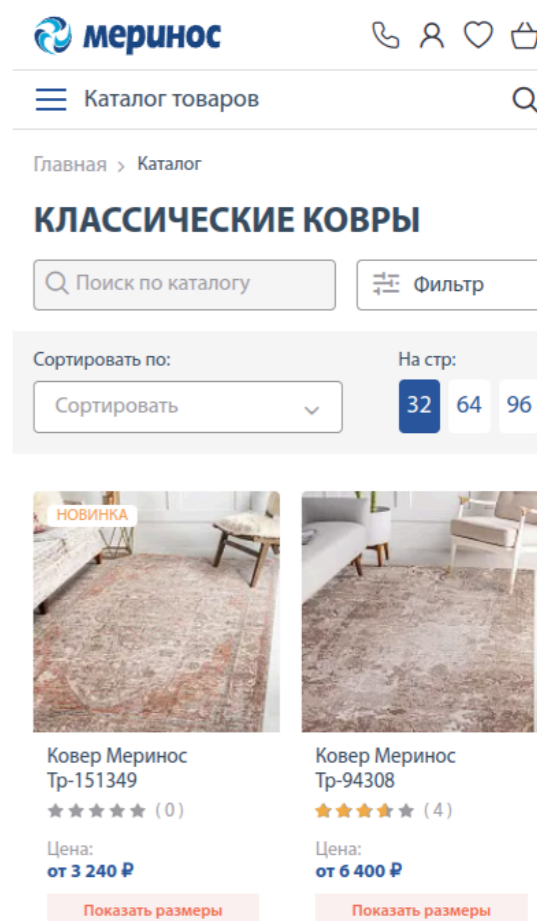 меринос
Каталог товаров
Главная > Каталог
КЛАССИЧЕСКИЕ КОВРЫ
Поиск по каталогу
Фильтр
Сортировать по:
На стр:
Сортировать
32 64 96
НОВИНКА
Ковер Меринос
Тр-151349
(0)
Цена:
от 3 240 ₽
Показать размеры
Ковер Меринос
Тр-94308
(4)
Цена:
от 6 400 ₽
Показать размеры